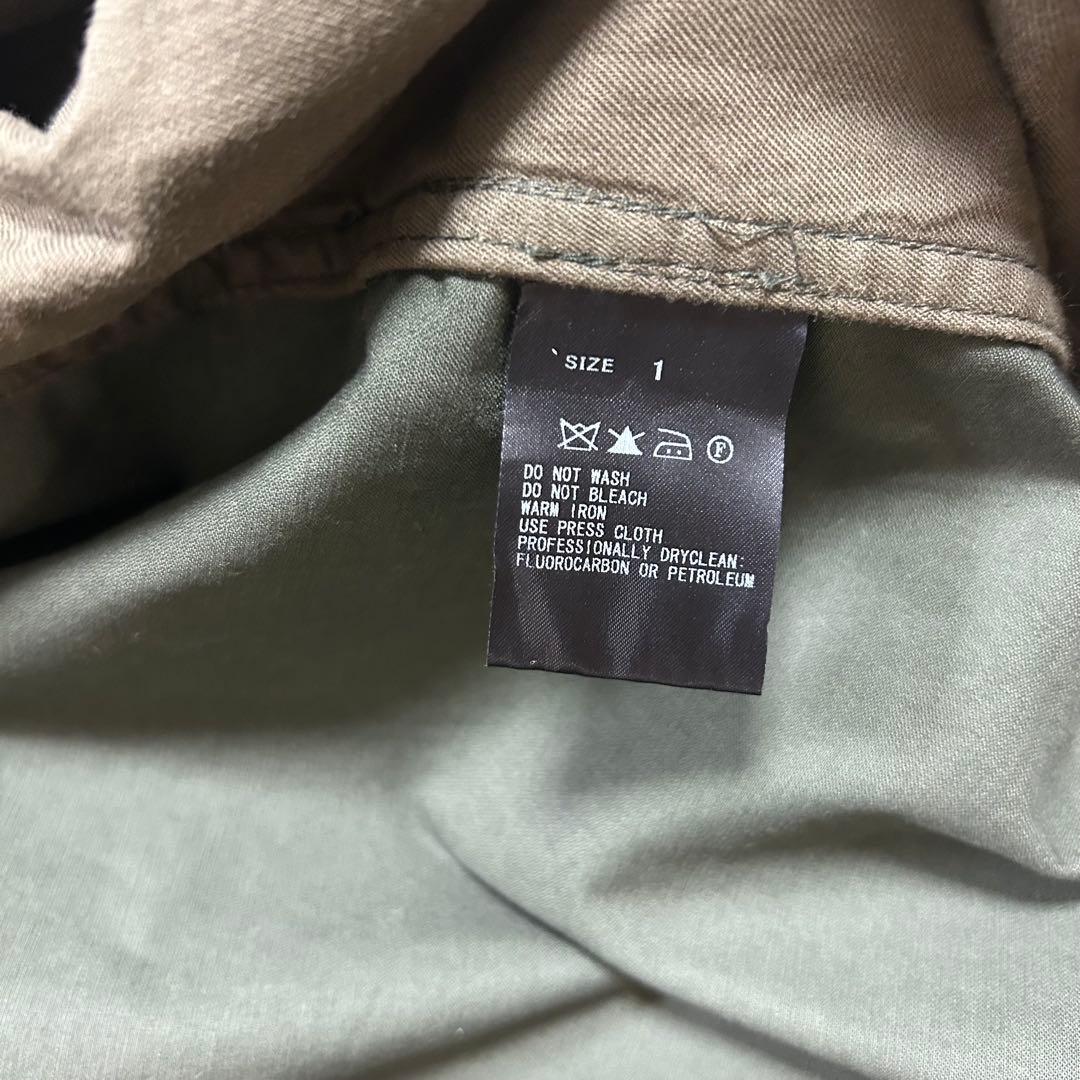 SIZE 1
F
DO NOT WASH
DO NOT BLEACH
WARM IRON
USE PRESS CLOTH
PROFESSIONALLY DRYCLEAN:
FLUOROCARBON OR PETROLEUM